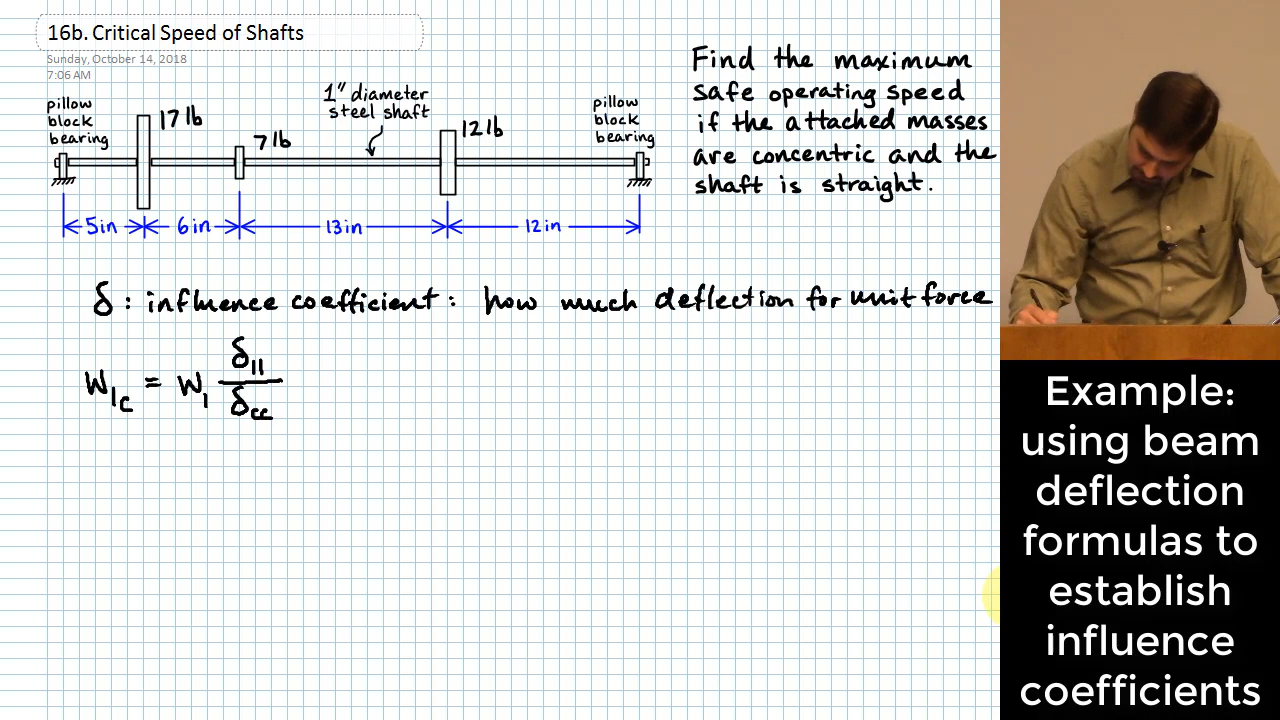 16b. Critical Speed of Shafts
Sunday, October 14, 2018
7:06 AM
pillow
block
bearing
17 lb
7 lb
1" diameter
steel shaft
12 lb
pillow
block
bearing
5 in
6 in
13 in
12 in
Find the maximum
safe operating speed
if the attached masses
are concentric and the
shaft is straight.
δ : influence coefficient : how much deflection for unit force
W₁c = W₁ δ₁₁/δcc
Example:
using beam
deflection
formulas to
establish
influence
coefficients